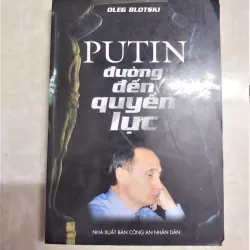 OLEG BLOTSKI
PUTIN
đường
đến
quyền
lực
NHÀ XUẤT BẢN CÔNG AN NHÂN DÂN